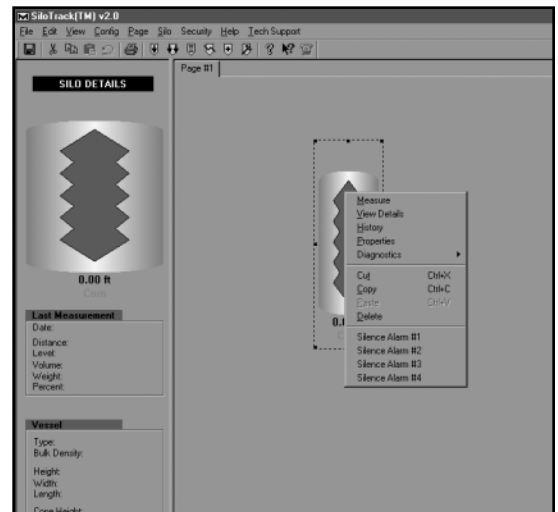 SiloTrack(TM) v2.0
File Edit View Config Page Silo Security Help Tech Support
SILO DETAILS
0.00 ft
Corn
Last Measurement
Date:
Distance:
Level:
Volume:
Weight:
Percent:
Vessel
Type:
Bulk Density:
Height:
Width:
Length:
Cone Height:
Page #1
Measure
View Details
History
Properties
Diagnostics
Cut Ctrl+X
Copy Ctrl+C
Paste Ctrl+V
Delete
Silence Alarm #1
Silence Alarm #2
Silence Alarm #3
Silence Alarm #4
0.0